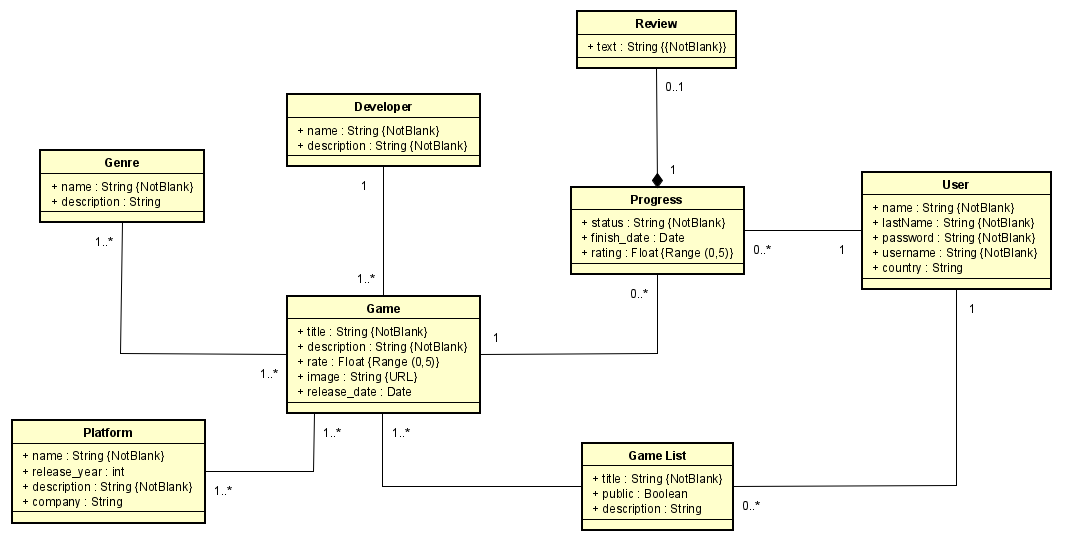 Review
+ text : String {{NotBlank}}
0..1
1
Developer
+ name : String {NotBlank}
+ description : String {NotBlank}
1
1..*
Genre
+ name : String {NotBlank}
+ description : String
1..*
1..*
Progress
+ status : String {NotBlank}
+ finish_date : Date
+ rating : Float {Range (0,5)}
0..*
1
0..*
1
User
+ name : String {NotBlank}
+ lastName : String {NotBlank}
+ password : String {NotBlank}
+ username : String {NotBlank}
+ country : String
1
Game
+ title : String {NotBlank}
+ description : String {NotBlank}
+ rate : Float {Range (0,5)}
+ image : String {URL}
+ release_date : Date
1..*
1..*
Platform
+ name : String {NotBlank}
+ release_year : int
+ description : String {NotBlank}
+ company : String
1..*
Game List
+ title : String {NotBlank}
+ public : Boolean
+ description : String
0..*